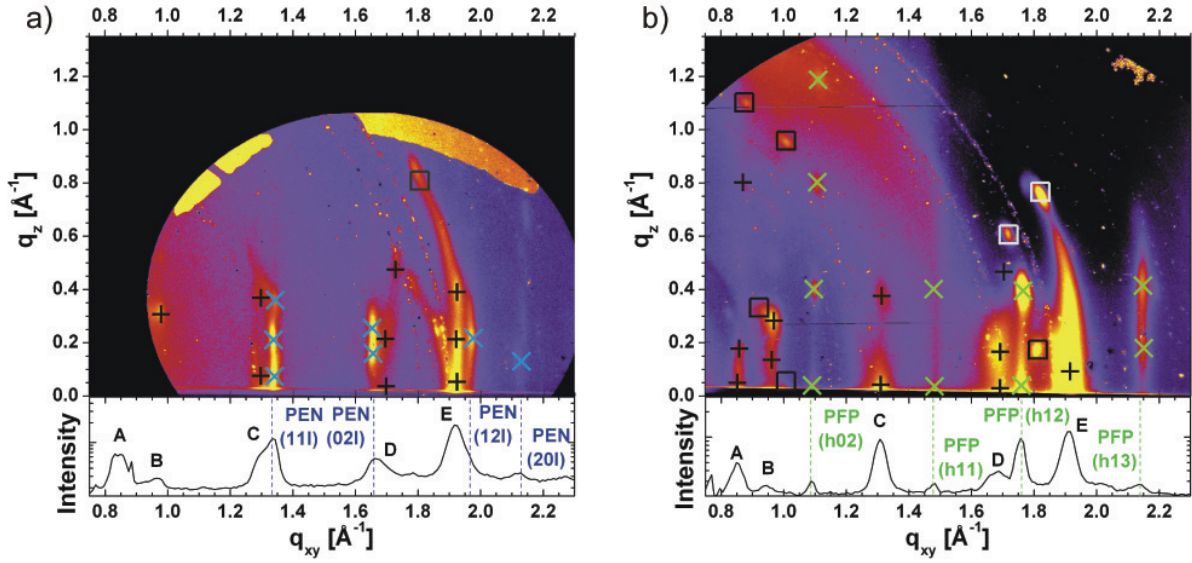 a)
0.8 1.0 1.2 1.4 1.6 1.8 2.0 2.2
1.2
1.0
0.8
0.6
0.4
0.2
0.0
q_z [Å⁻¹]
Intensity
A
B
C
PEN PEN
(11l) (02l)
D
E
PEN
(12l)
PEN
(20l)
0.8 1.0 1.2 1.4 1.6 1.8 2.0 2.2
q_xy [Å⁻¹]
b)
0.8 1.0 1.2 1.4 1.6 1.8 2.0 2.2
1.2
1.0
0.8
0.6
0.4
0.2
0.0
q_z [Å⁻¹]
Intensity
A
B
PFP
(h02)
C
PFP
(h11)
D
PFP (h12)
E
PFP
(h13)
0.8 1.0 1.2 1.4 1.6 1.8 2.0 2.2
q_xy [Å⁻¹]